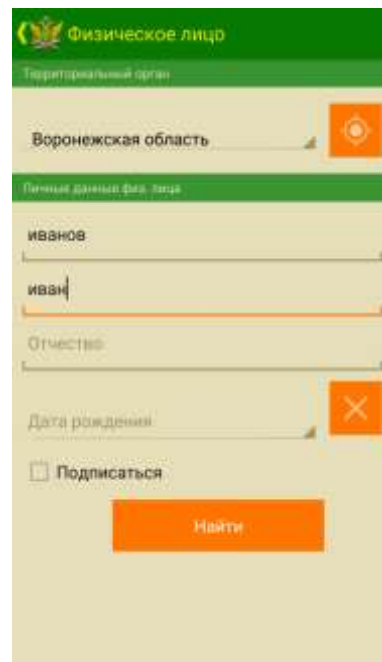 Физическое лицо
Территориальный орган
Воронежская область
Личные данные физ. лица
иванов
иван
Отчество
Дата рождения
Подписаться
Найти